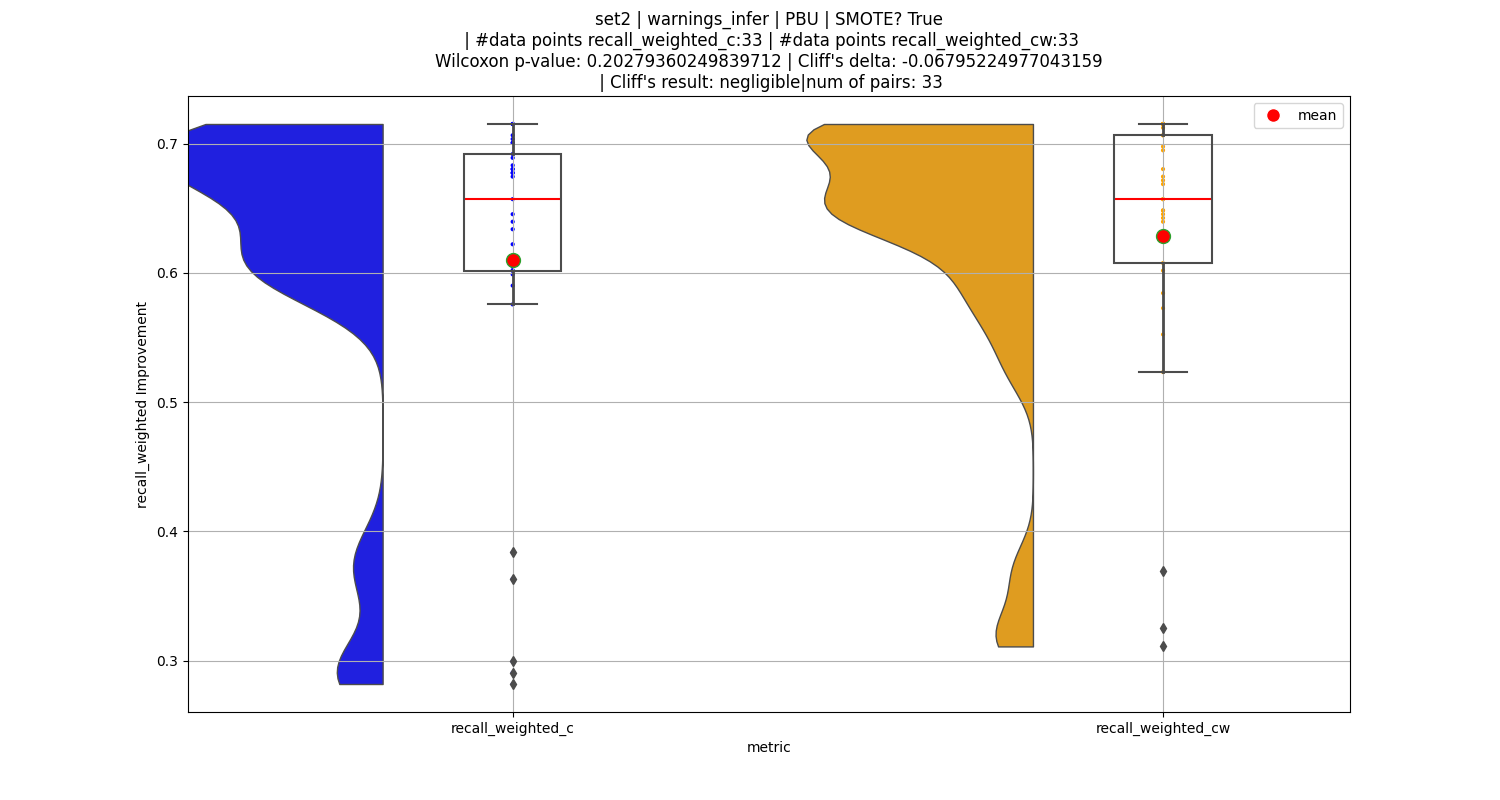 set2 | warnings_infer | PBU | SMOTE? True
| #data points recall_weighted_c:33 | #data points recall_weighted_cw:33
Wilcoxon p-value: 0.20279360249839712 | Cliff's delta: -0.06795224977043159
| Cliff's result: negligible|num of pairs: 33
mean
recall_weighted Improvement
0.7
0.6
0.5
0.4
0.3
recall_weighted_c
recall_weighted_cw
metric